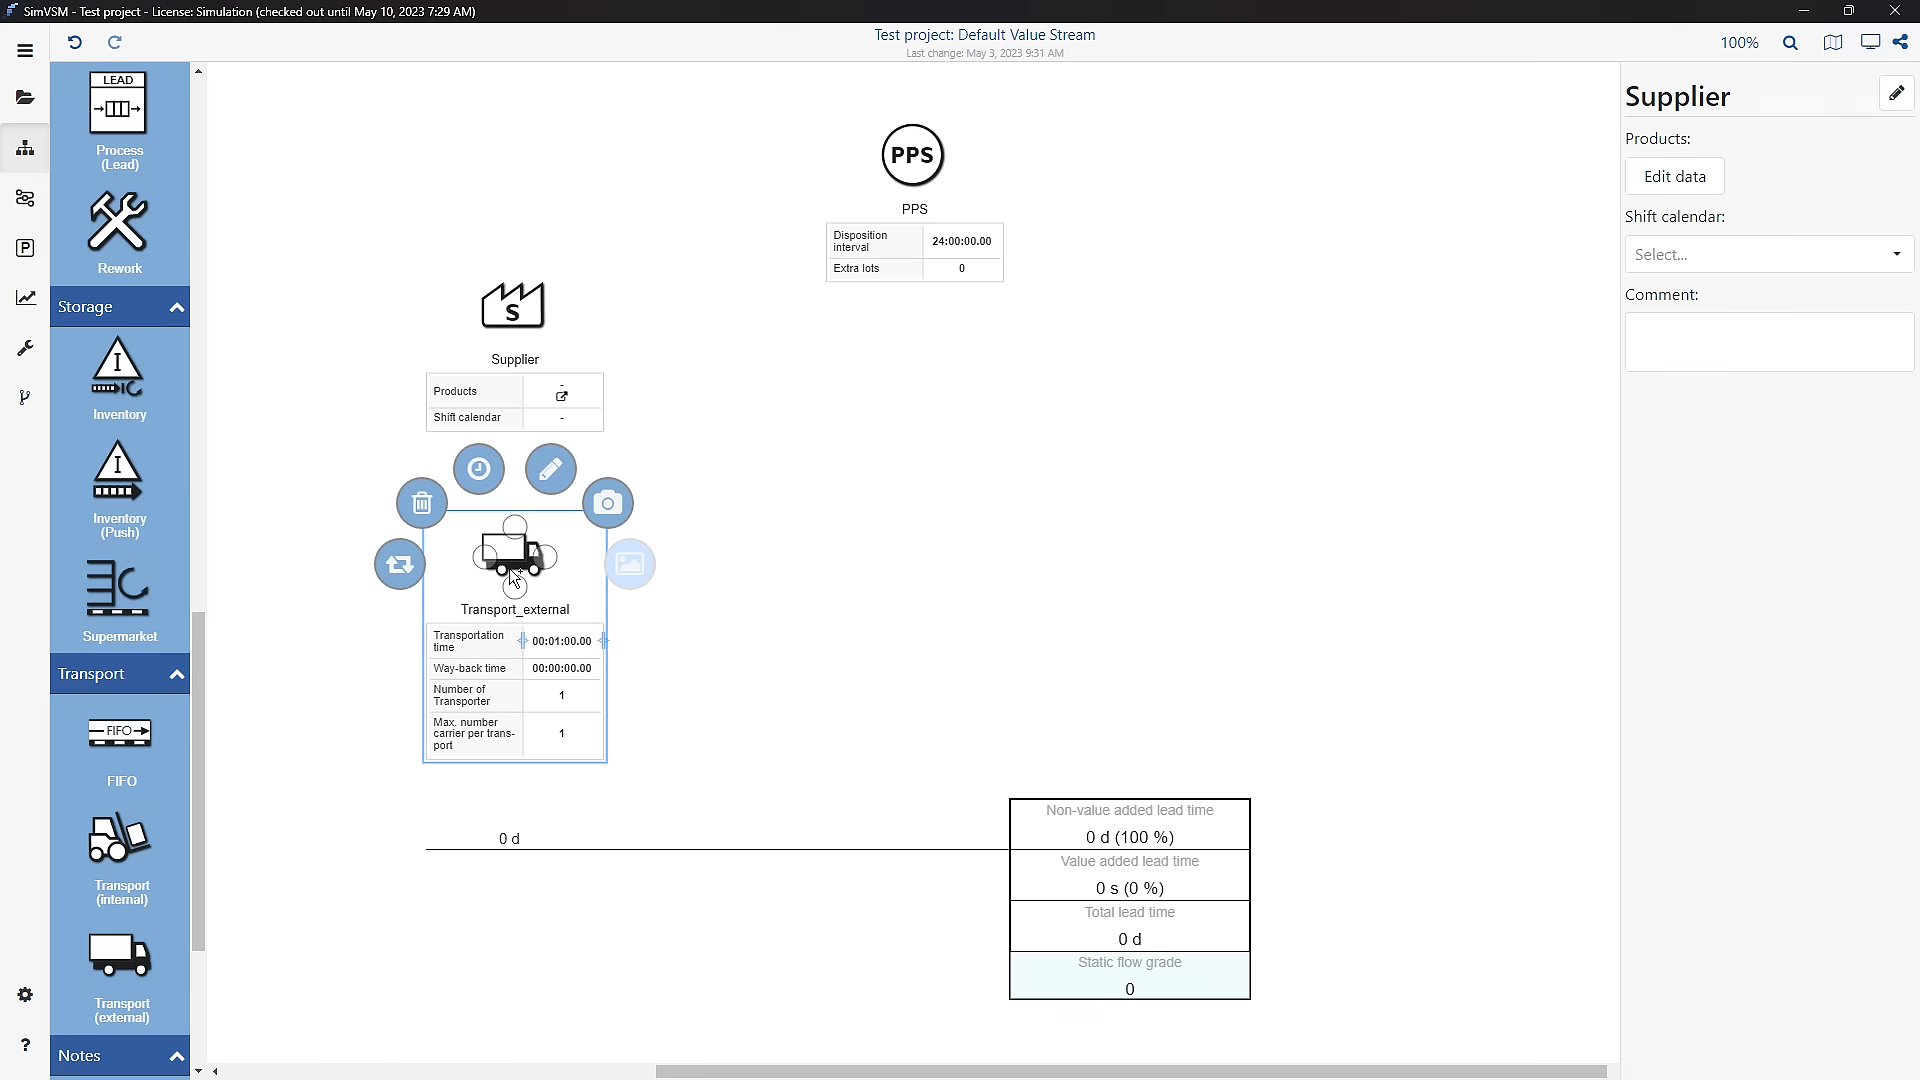 SimVSM - Test project - License: Simulation (checked out until May 10, 2023 7:29 AM)
Test project: Default Value Stream
Last change: May 3, 2023 9:31 AM
100%
LEAD
Process
(Lead)
Rework
Storage
I
Inventory
I
Inventory
(Push)
Supermarket
Transport
FIFO
FIFO
Transport
(internal)
Transport
(external)
Notes
P
?
PPS
PPS
Disposition
interval
24:00:00.00
Extra lots
0
S
Supplier
Products
-
Shift calendar
-
Transport_external
Transportation
time
00:01:00.00
Way-back time
00:00:00.00
Number of
Transporter
1
Max. number
carrier per trans-
port
1
0 d
Non-value added lead time
0 d (100 %)
Value added lead time
0 s (0 %)
Total lead time
0 d
Static flow grade
0
Supplier
Products:
Edit data
Shift calendar:
Select...
Comment: